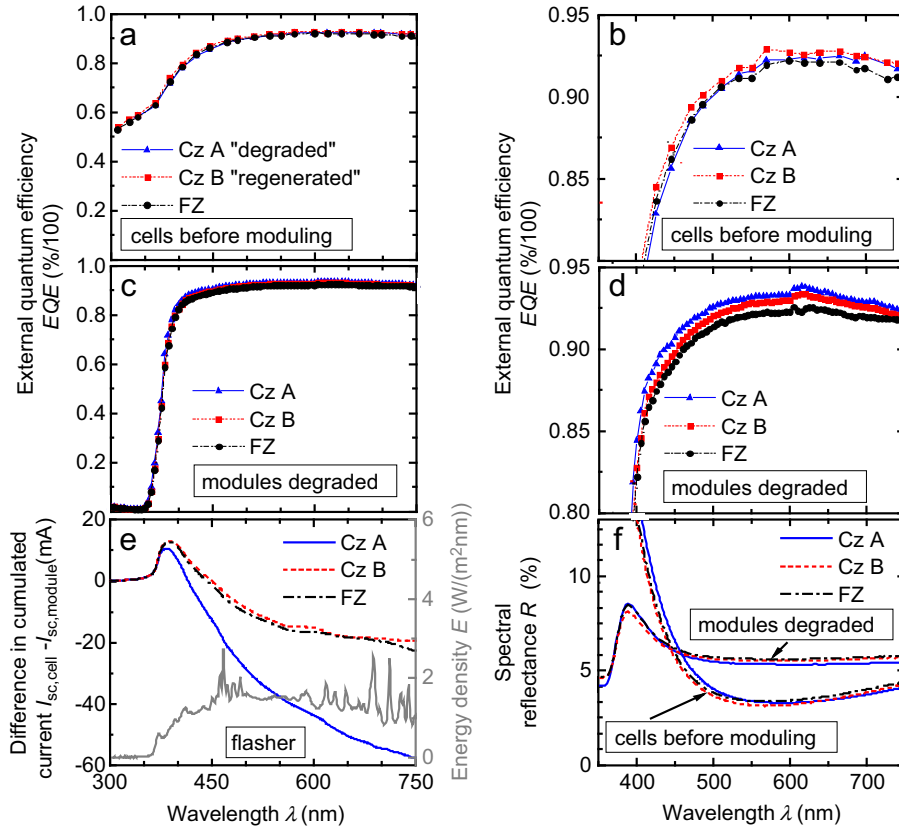 a
1.0
0.8
0.6
0.4
0.2
External quantum efficiency
EQE (%/100)
Cz A "degraded"
Cz B "regenerated"
FZ
cells before moduling
b
0.95
0.90
0.85
External quantum efficiency
EQE (%/100)
Cz A
Cz B
FZ
cells before moduling
c
1.0
0.8
0.6
0.4
0.2
Cz A
Cz B
FZ
modules degraded
d
0.95
0.90
0.85
0.80
Cz A
Cz B
FZ
modules degraded
e
20
0
-20
-40
-60
Difference in cumulated
current Isc,cell -Isc,module(mA)
Cz A
Cz B
FZ
flasher
6
5
4
3
2
1
0
Energy density E (W/(m2nm))
300 450 600 750
Wavelength λ (nm)
f
10
5
0
Spectral
reflectance R (%)
Cz A
Cz B
FZ
modules degraded
cells before moduling
400 500 600 700
Wavelength λ (nm)